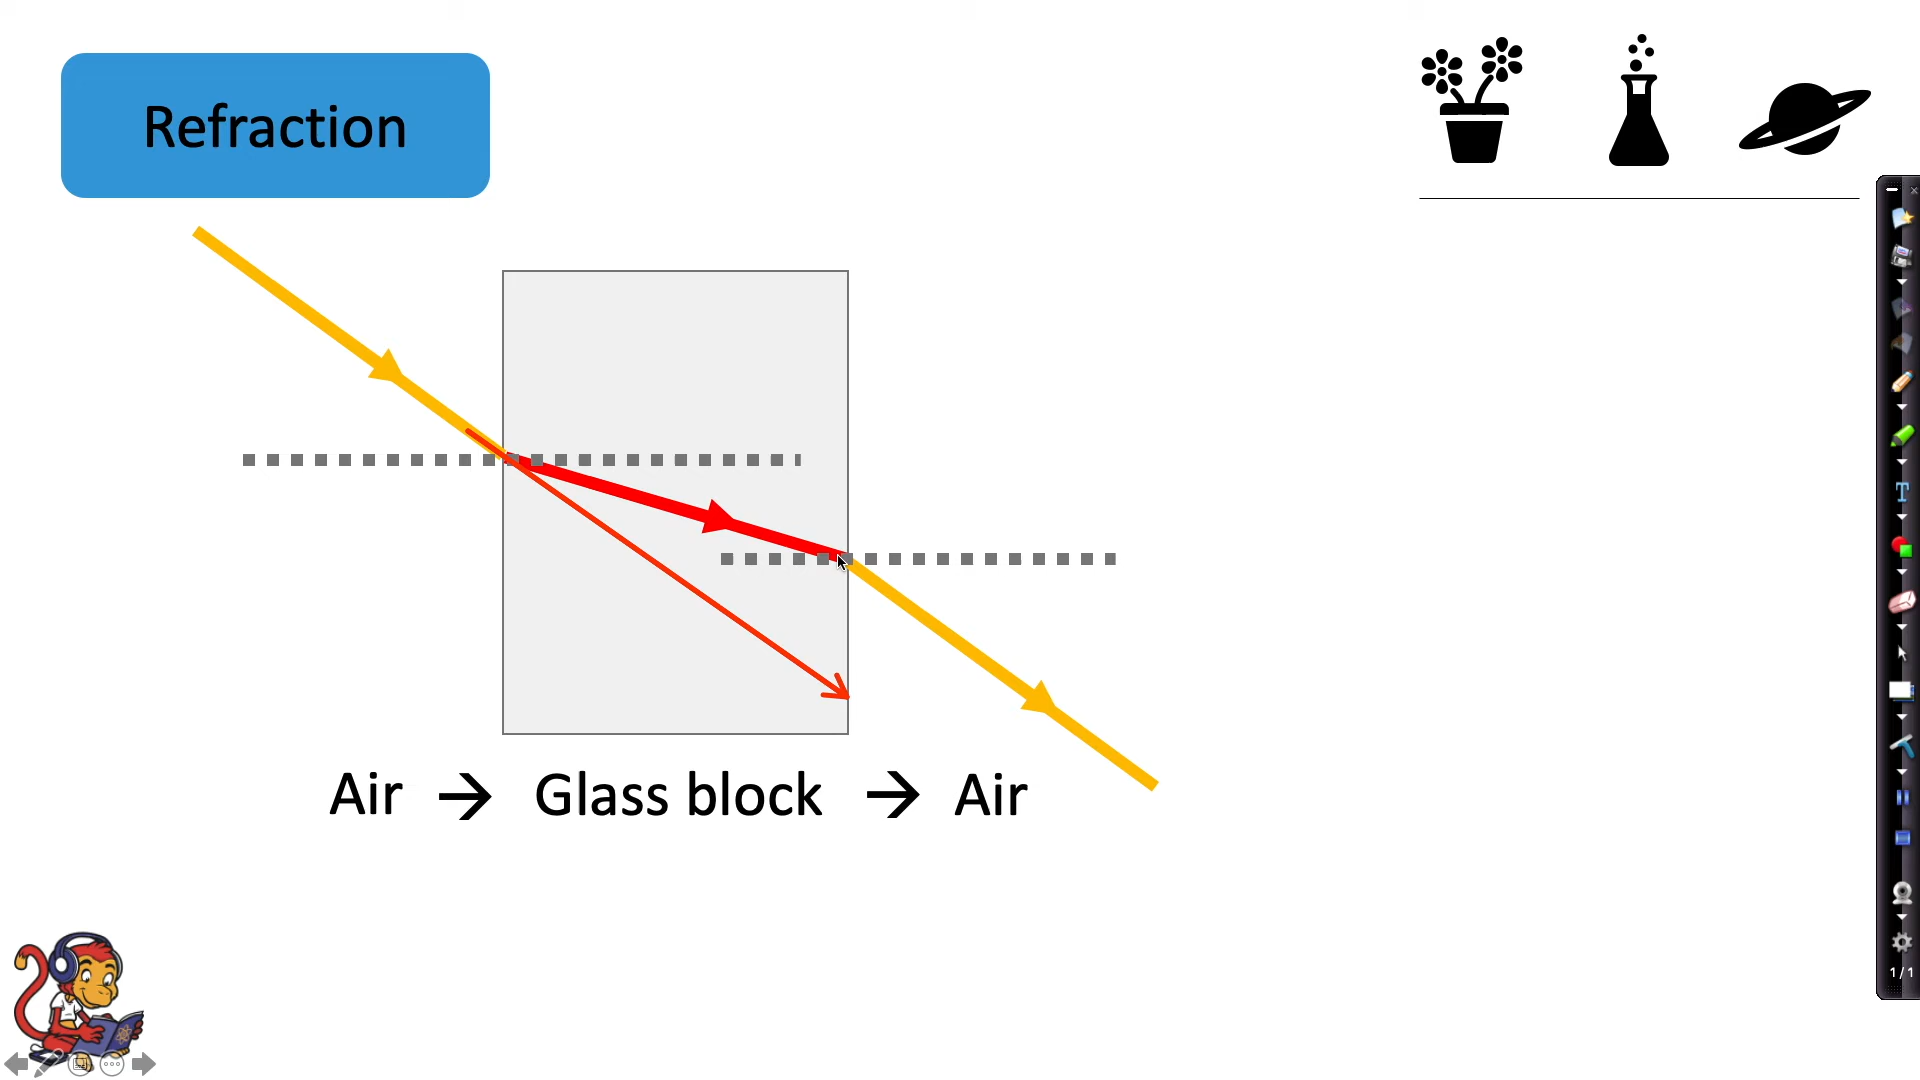 Refraction
Air → Glass block → Air
1/1